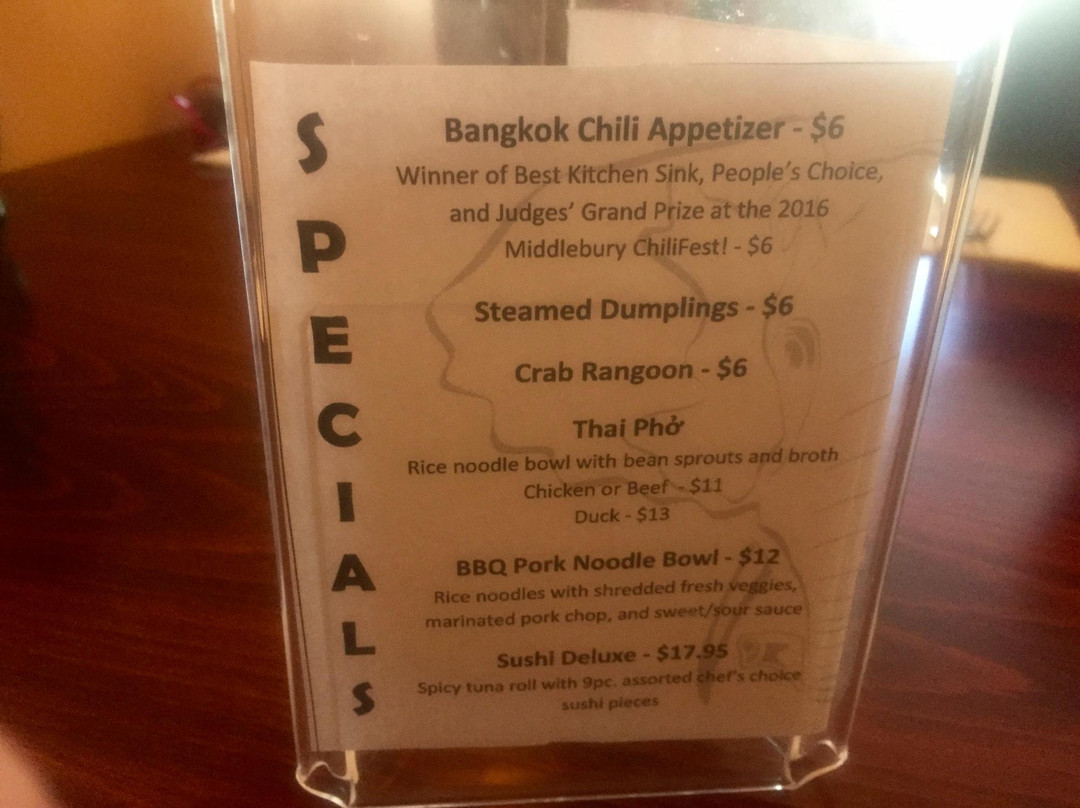 SPECIALS
Bangkok Chili Appetizer - $6
Winner of Best Kitchen Sink, People's Choice,
and Judges' Grand Prize at the 2016
Middlebury ChiliFest! - $6
Steamed Dumplings - $6
Crab Rangoon - $6
Thai Phở
Rice noodle bowl with bean sprouts and broth
Chicken or Beef - $11
Duck - $13
BBQ Pork Noodle Bowl - $12
Rice noodles with shredded fresh veggies,
marinated pork chop, and sweet/sour sauce
Sushi Deluxe - $17.95
Spicy tuna roll with 9pc. assorted chef's choice
sushi pieces